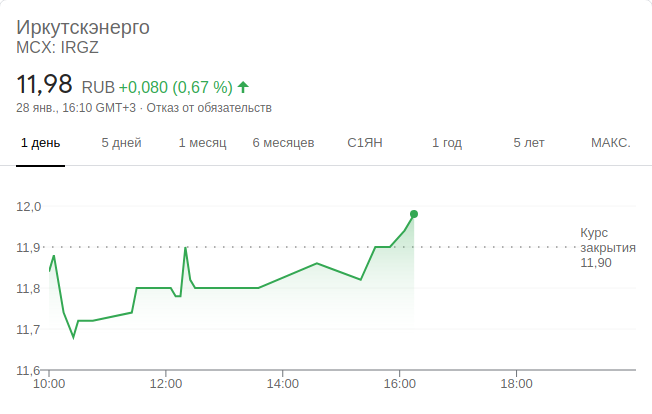 Иркутскэнерго
MCX: IRGZ
11,98 RUB +0,080 (0,67 %)
28 янв., 16:10 GMT+3 · Отказ от обязательств
1 день 5 дней 1 месяц 6 месяцев С1ЯН 1 год 5 лет МАКС.
12,0
11,9
11,8
11,7
11,6
Курс
закрытия
11,90
10:00 12:00 14:00 16:00 18:00